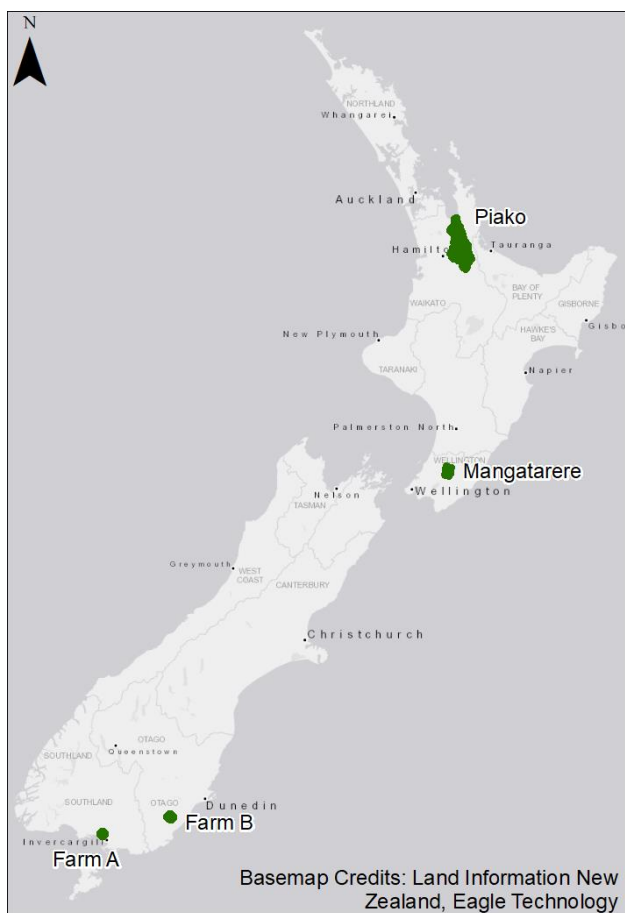 N
NORTHLAND
Whangarei
Auckland
Piako
Tauranga
Hamilto
BAY OF
PLENTY
WAIKATO
GISBORNE
Gisbo
HAWKE'S
BAY
New Plymouth
TARANAKI
Napier
Palmerston North
WELLINGTON
Mangatarere
Wellington
Nelson
TASMAN
Greymouth
WEST
COAST
CANTERBURY
Christchurch
OTAGO
Queenstown
SOUTHLAND
SOUTHLAND
OTAGO
Dunedin
Farm B
Invercargill
Farm A
Basemap Credits: Land Information New
Zealand, Eagle Technology